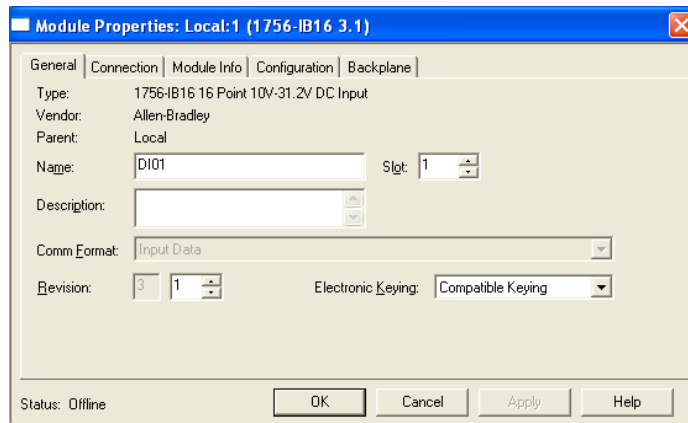 Module Properties: Local:1 (1756-IB16 3.1)
General Connection Module Info Configuration Backplane
Type: 1756-IB16 16 Point 10V-31.2V DC Input
Vendor: Allen-Bradley
Parent: Local
Name: DI01 Slot: 1
Description:
Comm Format: Input Data
Revision: 3 1 Electronic Keying: Compatible Keying
Status: Offline OK Cancel Apply Help